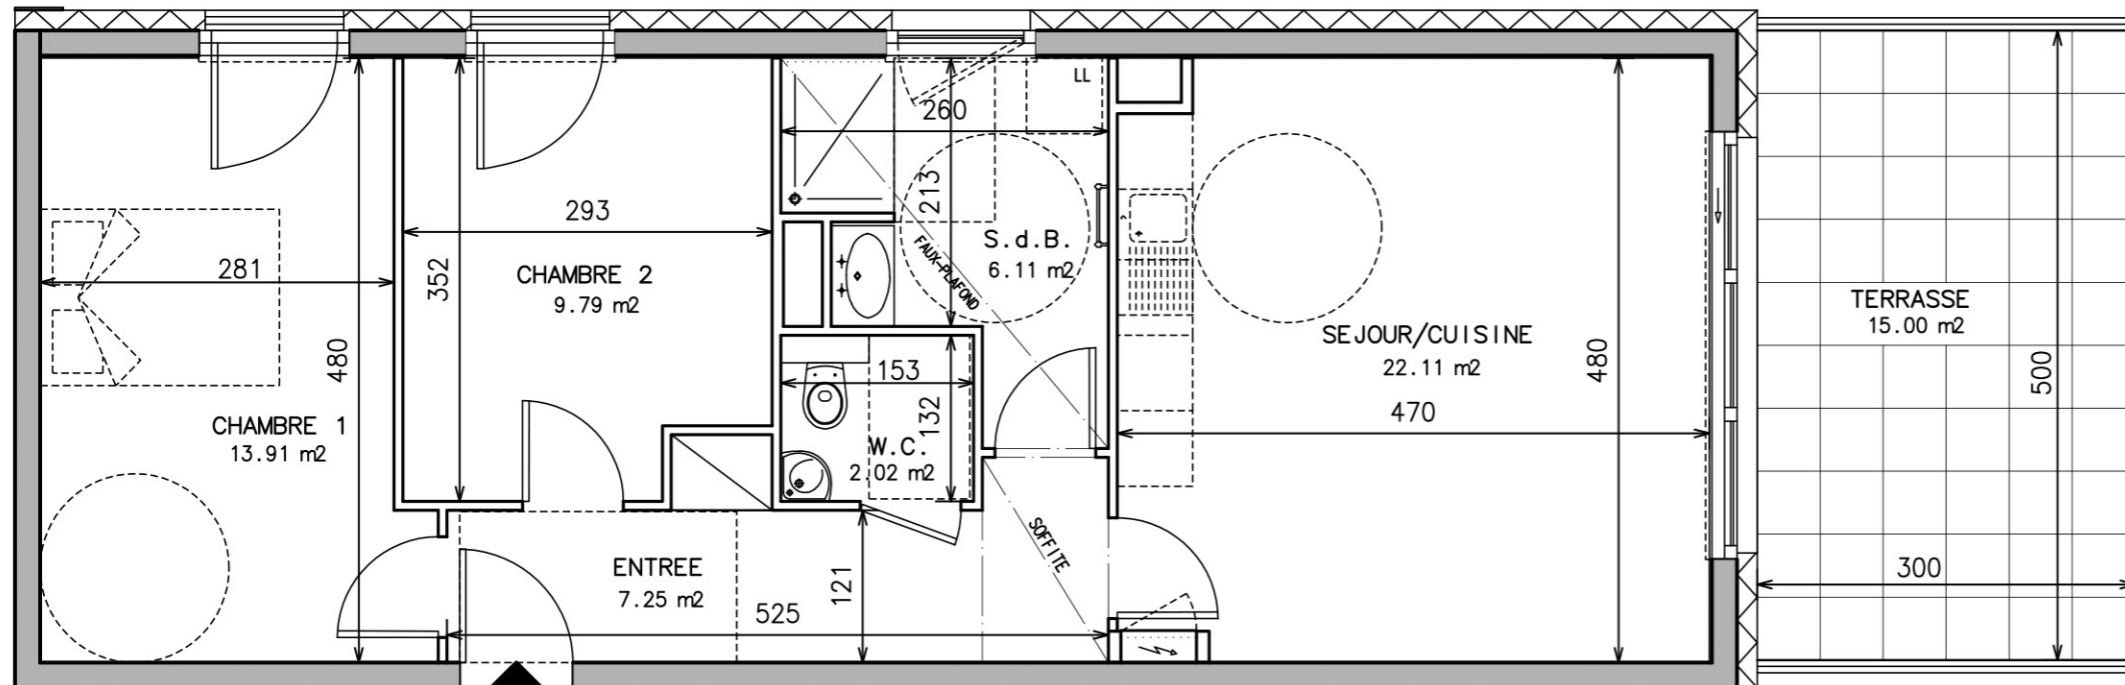 281
480
CHAMBRE 1
13.91 m2
352
293
CHAMBRE 2
9.79 m2
260
LL
213
FAUX-PLAFOND
S.d.B.
6.11 m2
153
132
W.C.
2.02 m2
ENTREE
7.25 m2
525
121
SOFFITE
SEJOUR/CUISINE
22.11 m2
470
480
TERRASSE
15.00 m2
500
300